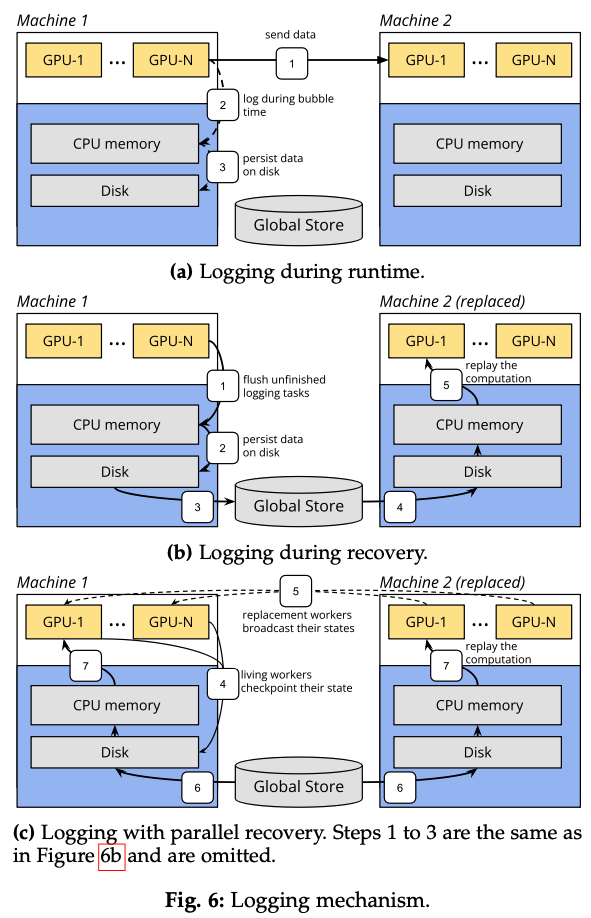 Machine 1
Machine 2
GPU-1 ... GPU-N
send data
1
GPU-1 ... GPU-N
2
log during bubble
time
CPU memory
3
persist data
on disk
Disk
CPU memory
Disk
Global Store
(a) Logging during runtime.
Machine 1
Machine 2 (replaced)
GPU-1 ... GPU-N
GPU-1 ... GPU-N
1
flush unfinished
logging tasks
5
replay the
computation
CPU memory
2
persist data
on disk
CPU memory
Disk
Disk
3
Global Store
4
(b) Logging during recovery.
Machine 1
Machine 2 (replaced)
5
GPU-1 ... GPU-N
replacement workers
broadcast their states
GPU-1 ... GPU-N
7
4
living workers
checkpoint their state
7
replay the
computation
CPU memory
CPU memory
Disk
Disk
6
Global Store
6
(c) Logging with parallel recovery. Steps 1 to 3 are the same as
in Figure 6b and are omitted.
Fig. 6: Logging mechanism.